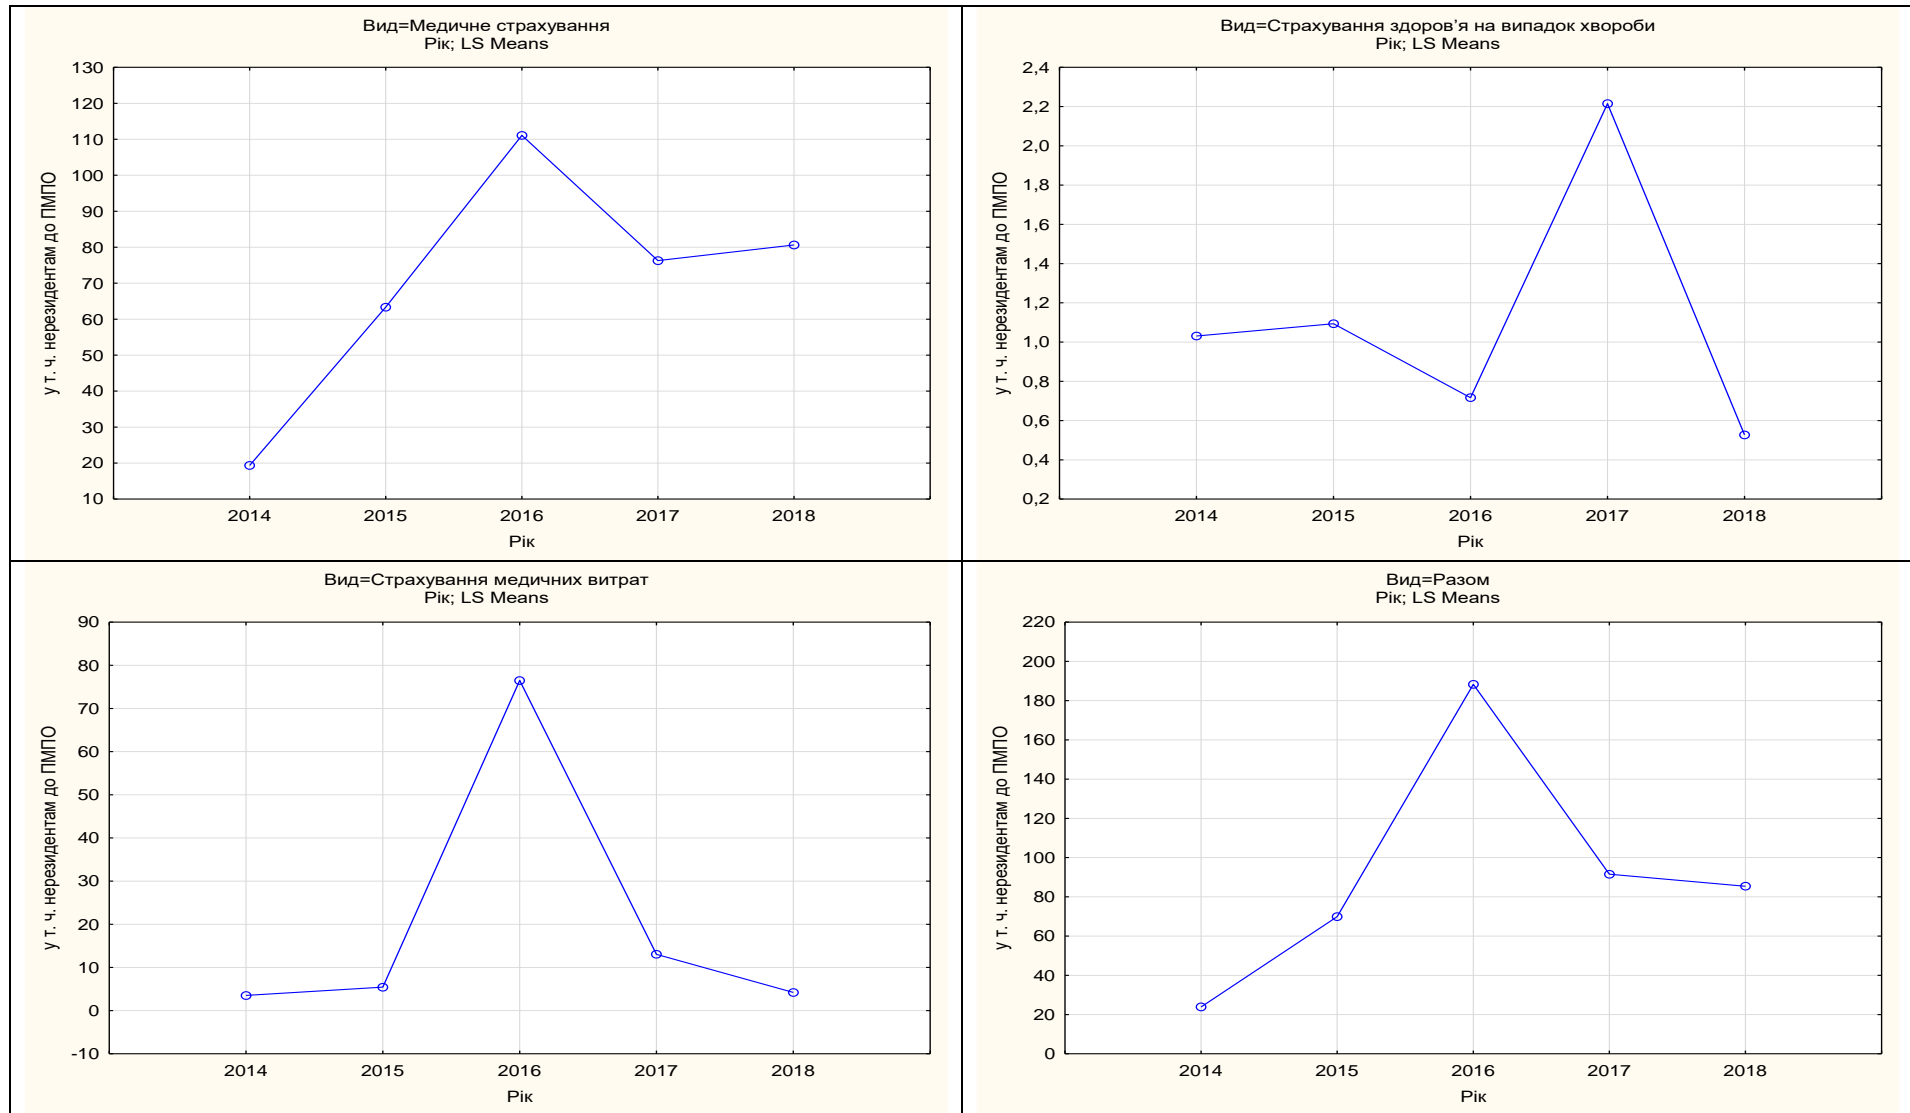 Вид=Медичне страхування
Рік; LS Means
130
120
110
100
90
80
70
60
50
40
30
20
10
у т. ч. нерезидентам до ПМПО
2014 2015 2016 2017 2018
Рік
Вид=Страхування здоров’я на випадок хвороби
Рік; LS Means
2,4
2,2
2,0
1,8
1,6
1,4
1,2
1,0
0,8
0,6
0,4
0,2
у т. ч. нерезидентам до ПМПО
2014 2015 2016 2017 2018
Рік
Вид=Страхування медичних витрат
Рік; LS Means
90
80
70
60
50
40
30
20
10
0
-10
у т. ч. нерезидентам до ПМПО
2014 2015 2016 2017 2018
Рік
Вид=Разом
Рік; LS Means
220
200
180
160
140
120
100
80
60
40
20
0
у т. ч. нерезидентам до ПМПО
2014 2015 2016 2017 2018
Рік